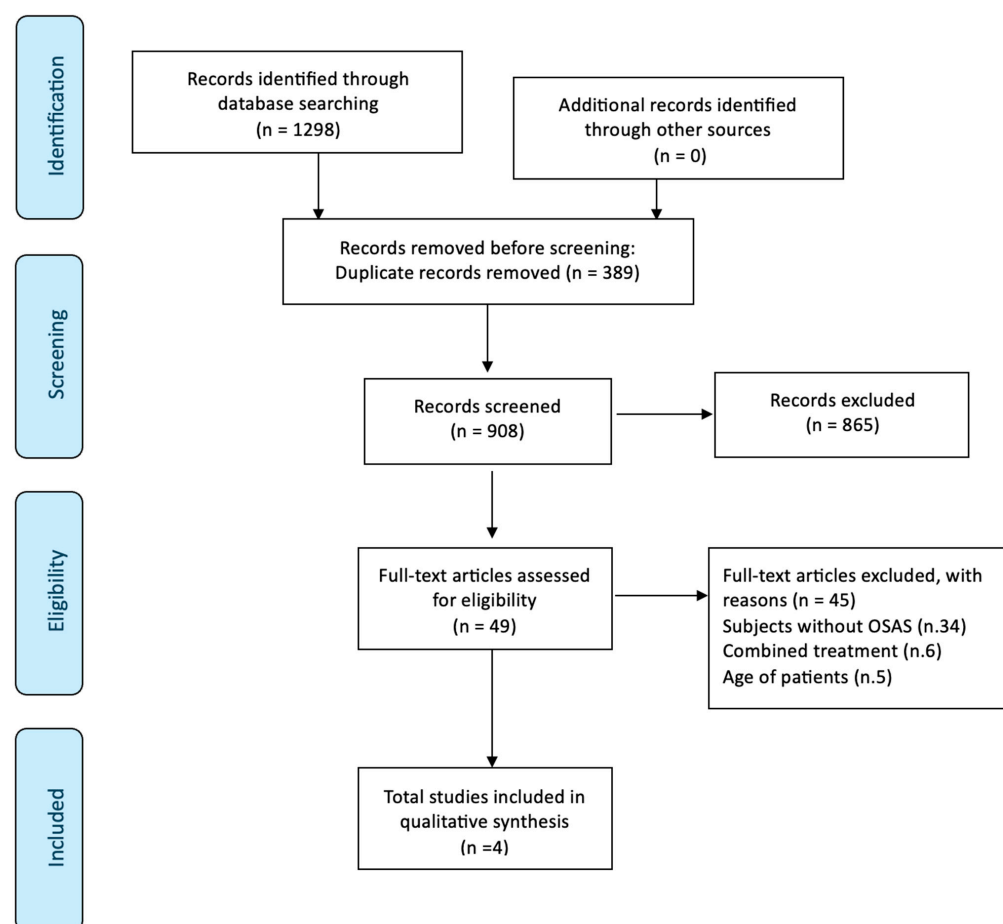 Identification
Records identified through
database searching
(n = 1298)
Additional records identified
through other sources
(n = 0)
Records removed before screening:
Duplicate records removed (n = 389)
Screening
Records screened
(n = 908)
Records excluded
(n = 865)
Eligibility
Full-text articles assessed
for eligibility
(n = 49)
Full-text articles excluded, with
reasons (n = 45)
Subjects without OSAS (n.34)
Combined treatment (n.6)
Age of patients (n.5)
Included
Total studies included in
qualitative synthesis
(n =4)